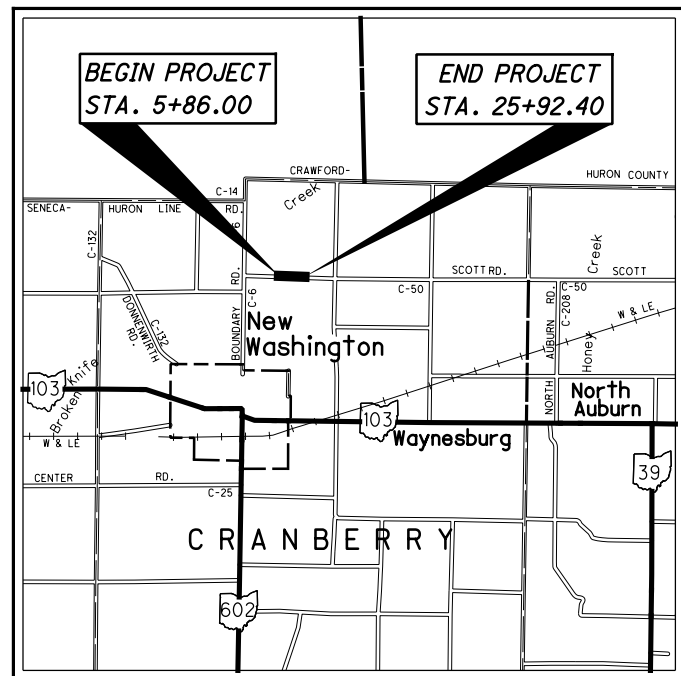 BEGIN PROJECT
STA. 5+86.00
END PROJECT
STA. 25+92.40
CRAWFORD-
HURON COUNTY
C-14
Creek
SENECA-
HURON LINE
RD.
6
C-132
RD.
SCOTT RD.
SCOTT
Creek
C-50
C-50
C-6
C-208
W & LE
DONNENWIRTH
RD.
C-132
BOUNDARY
New
Washington
AUBURN RD.
Honey
NORTH
North
Auburn
103
Broken Knife
103
Waynesburg
W & LE
39
CENTER
RD.
C-25
CRANBERRY
602